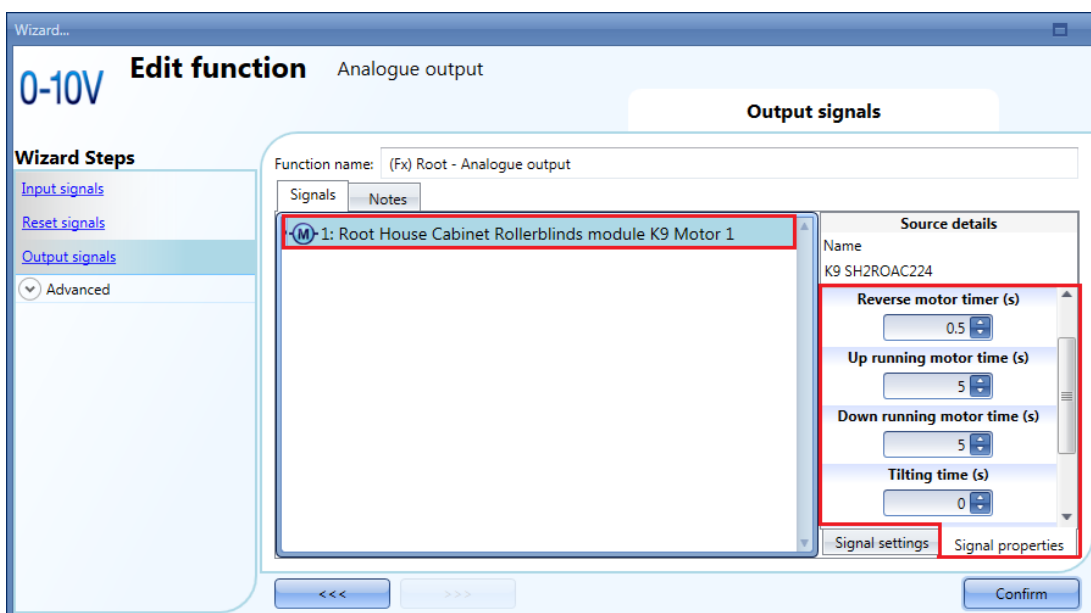 Wizard...
0-10V
Edit function Analogue output
Output signals
Wizard Steps
Input signals
Reset signals
Output signals
Advanced
Function name: (Fx) Root - Analogue output
Signals Notes
M 1: Root House Cabinet Rollerblinds module K9 Motor 1
Source details
Name
K9 SH2ROAC224
Reverse motor timer (s)
0.5
Up running motor time (s)
5
Down running motor time (s)
5
Tilting time (s)
0
Signal settings Signal properties
<<< >>> Confirm